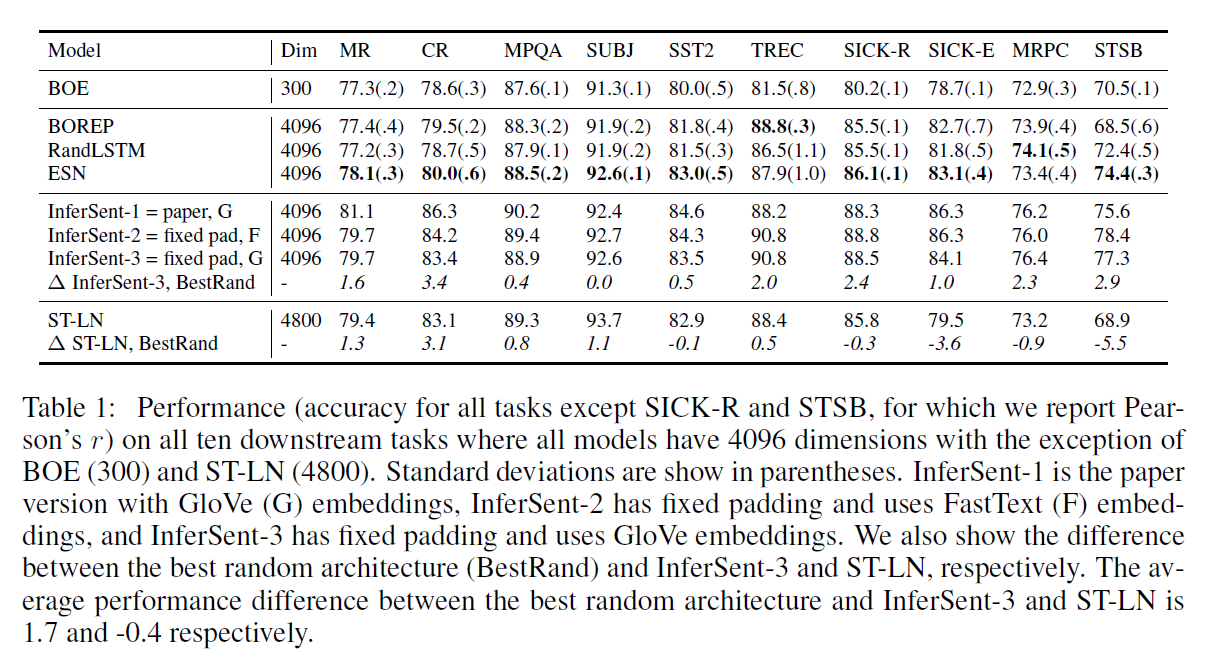 Model Dim MR CR MPQA SUBJ SST2 TREC SICK-R SICK-E MRPC STSB
BOE 300 77.3(.2) 78.6(.3) 87.6(.1) 91.3(.1) 80.0(.5) 81.5(.8) 80.2(.1) 78.7(.1) 72.9(.3) 70.5(.1)
BOREP 4096 77.4(.4) 79.5(.2) 88.3(.2) 91.9(.2) 81.8(.4) 88.8(.3) 85.5(.1) 82.7(.7) 73.9(.4) 68.5(.6)
RandLSTM 4096 77.2(.3) 78.7(.5) 87.9(.1) 91.9(.2) 81.5(.3) 86.5(1.1) 85.5(.1) 81.8(.5) 74.1(.5) 72.4(.5)
ESN 4096 78.1(.3) 80.0(.6) 88.5(.2) 92.6(.1) 83.0(.5) 87.9(1.0) 86.1(.1) 83.1(.4) 73.4(.4) 74.4(.3)
InferSent-1 = paper, G 4096 81.1 86.3 90.2 92.4 84.6 88.2 88.3 86.3 76.2 75.6
InferSent-2 = fixed pad, F 4096 79.7 84.2 89.4 92.7 84.3 90.8 88.8 86.3 76.0 78.4
InferSent-3 = fixed pad, G 4096 79.7 83.4 88.9 92.6 83.5 90.8 88.5 84.1 76.4 77.3
Δ InferSent-3, BestRand - 1.6 3.4 0.4 0.0 0.5 2.0 2.4 1.0 2.3 2.9
ST-LN 4800 79.4 83.1 89.3 93.7 82.9 88.4 85.8 79.5 73.2 68.9
Δ ST-LN, BestRand - 1.3 3.1 0.8 1.1 -0.1 0.5 -0.3 -3.6 -0.9 -5.5
Table 1: Performance (accuracy for all tasks except SICK-R and STSB, for which we report Pear-
son's r) on all ten downstream tasks where all models have 4096 dimensions with the exception of
BOE (300) and ST-LN (4800). Standard deviations are show in parentheses. InferSent-1 is the paper
version with GloVe (G) embeddings, InferSent-2 has fixed padding and uses FastText (F) embed-
dings, and InferSent-3 has fixed padding and uses GloVe embeddings. We also show the difference
between the best random architecture (BestRand) and InferSent-3 and ST-LN, respectively. The av-
erage performance difference between the best random architecture and InferSent-3 and ST-LN is
1.7 and -0.4 respectively.